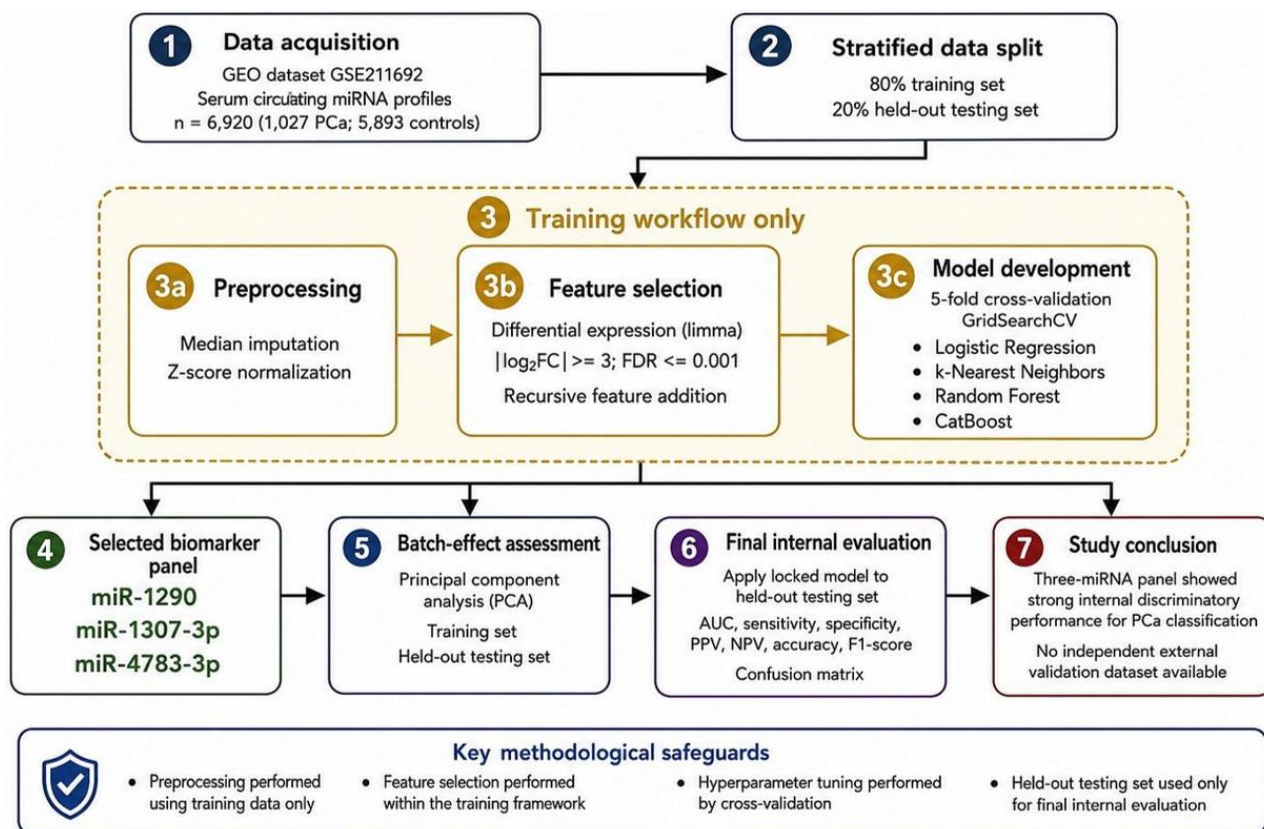 1
Data acquisition
GEO dataset GSE211692
Serum circulating miRNA profiles
n = 6,920 (1,027 PCa; 5,893 controls)
2
Stratified data split
80% training set
20% held-out testing set
3 Training workflow only
3a
Preprocessing
Median imputation
Z-score normalization
3b
Feature selection
Differential expression (limma)
|log₂FC| >= 3; FDR <= 0.001
Recursive feature addition
3c
Model development
5-fold cross-validation
GridSearchCV
• Logistic Regression
• k-Nearest Neighbors
• Random Forest
• CatBoost
4
Selected biomarker
panel
miR-1290
miR-1307-3p
miR-4783-3p
5
Batch-effect assessment
Principal component
analysis (PCA)
Training set
Held-out testing set
6
Final internal evaluation
Apply locked model to
held-out testing set
AUC, sensitivity, specificity,
PPV, NPV, accuracy, F1-score
Confusion matrix
7
Study conclusion
Three-miRNA panel showed
strong internal discriminatory
performance for PCa classification
No independent external
validation dataset available
Key methodological safeguards
• Preprocessing performed
using training data only
• Feature selection performed
within the training framework
• Hyperparameter tuning performed
by cross-validation
• Held-out testing set used only
for final internal evaluation